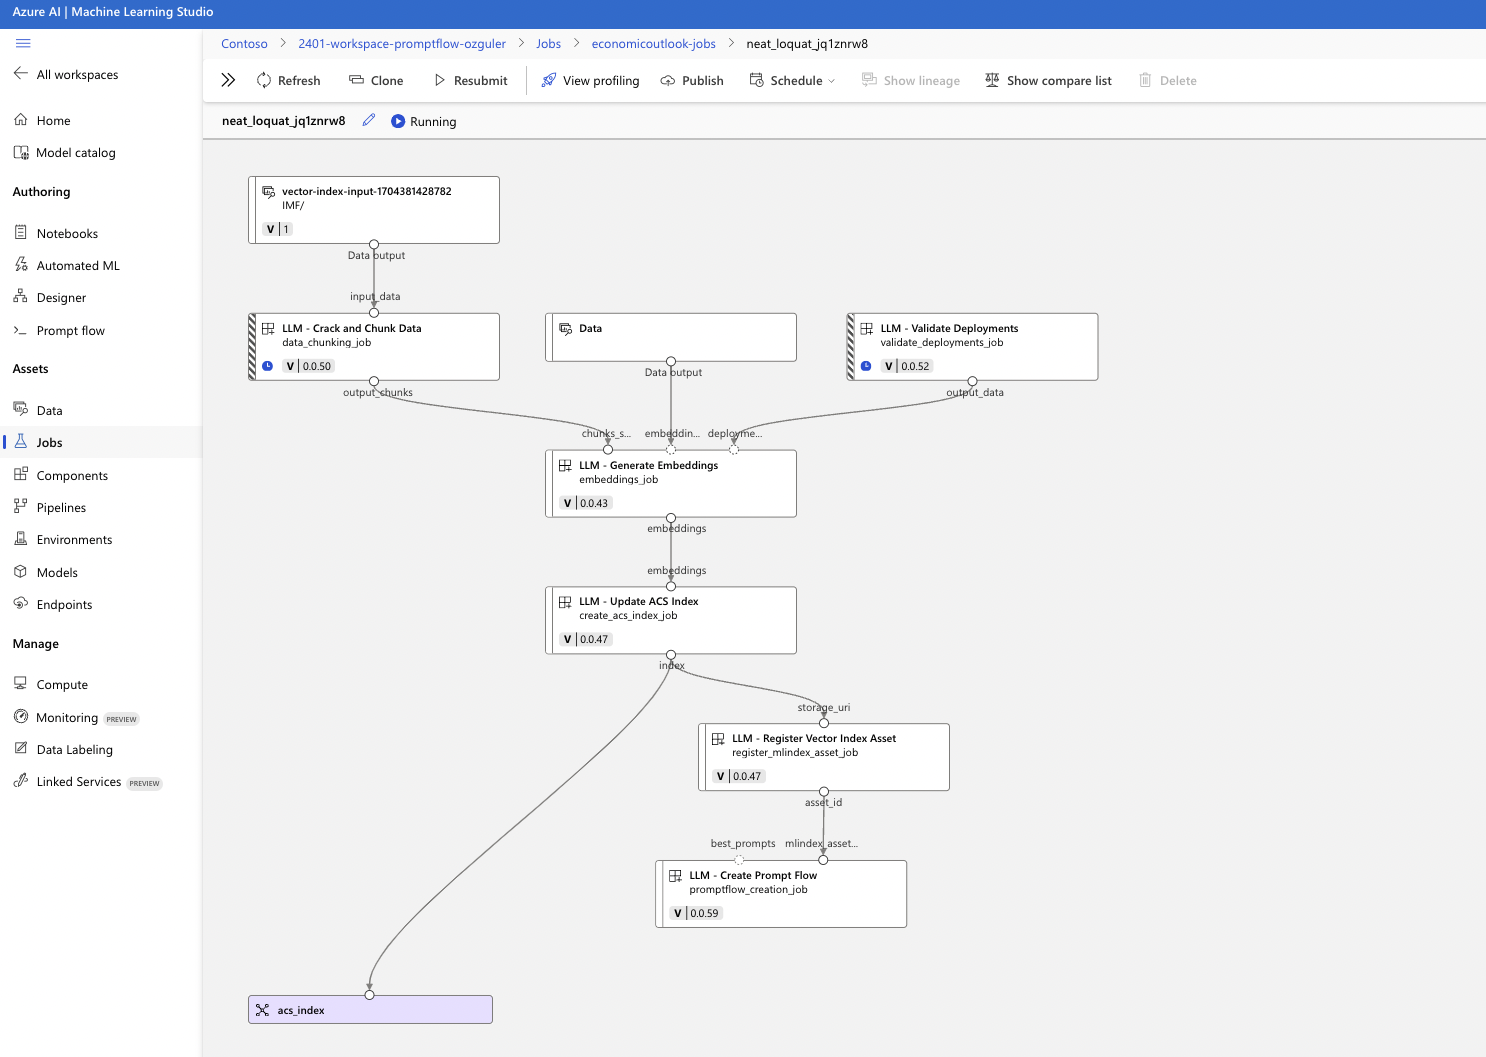 Azure AI | Machine Learning Studio
Contoso > 2401-workspace-promptflow-ozguler > Jobs > economicoutlook-jobs > neat_loquat_jq1znrw8
All workspaces
Refresh Clone Resubmit View profiling Publish Schedule Show lineage Show compare list Delete
neat_loquat_jq1znrw8 Running
Home
Model catalog
Authoring
Notebooks
Automated ML
Designer
Prompt flow
Assets
Data
Jobs
Components
Pipelines
Environments
Models
Endpoints
Manage
Compute
Monitoring PREVIEW
Data Labeling
Linked Services PREVIEW
vector-index-input-1704381428782
IMF/
V | 1
Data output
input_data
LLM - Crack and Chunk Data
data_chunking_job
V | 0.0.50
output_chunks
Data
Data output
LLM - Validate Deployments
validate_deployments_job
V | 0.0.52
output_data
chunks_s... embeddin... deployme...
LLM - Generate Embeddings
embeddings_job
V | 0.0.43
embeddings
embeddings
LLM - Update ACS Index
create_acs_index_job
V | 0.0.47
index
storage_uri
LLM - Register Vector Index Asset
register_mlindex_asset_job
V | 0.0.47
asset_id
best_prompts mlindex_asset...
LLM - Create Prompt Flow
promptflow_creation_job
V | 0.0.59
acs_index